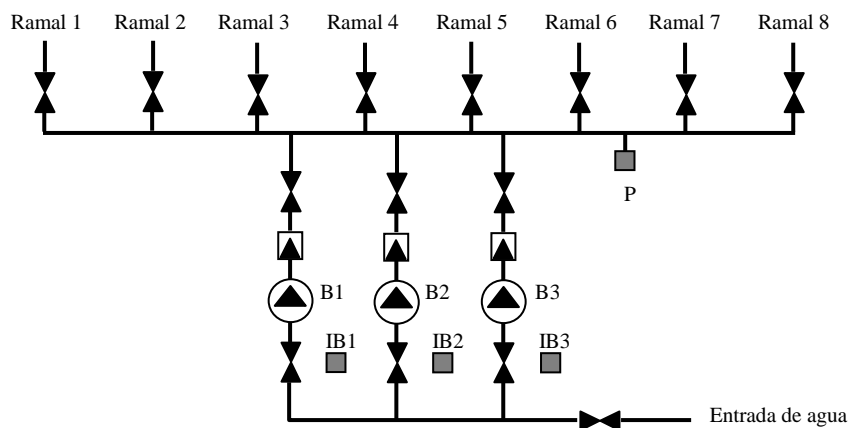 Ramal 1 Ramal 2 Ramal 3 Ramal 4 Ramal 5 Ramal 6 Ramal 7 Ramal 8
P
B1 B2 B3
IB1 IB2 IB3
Entrada de agua